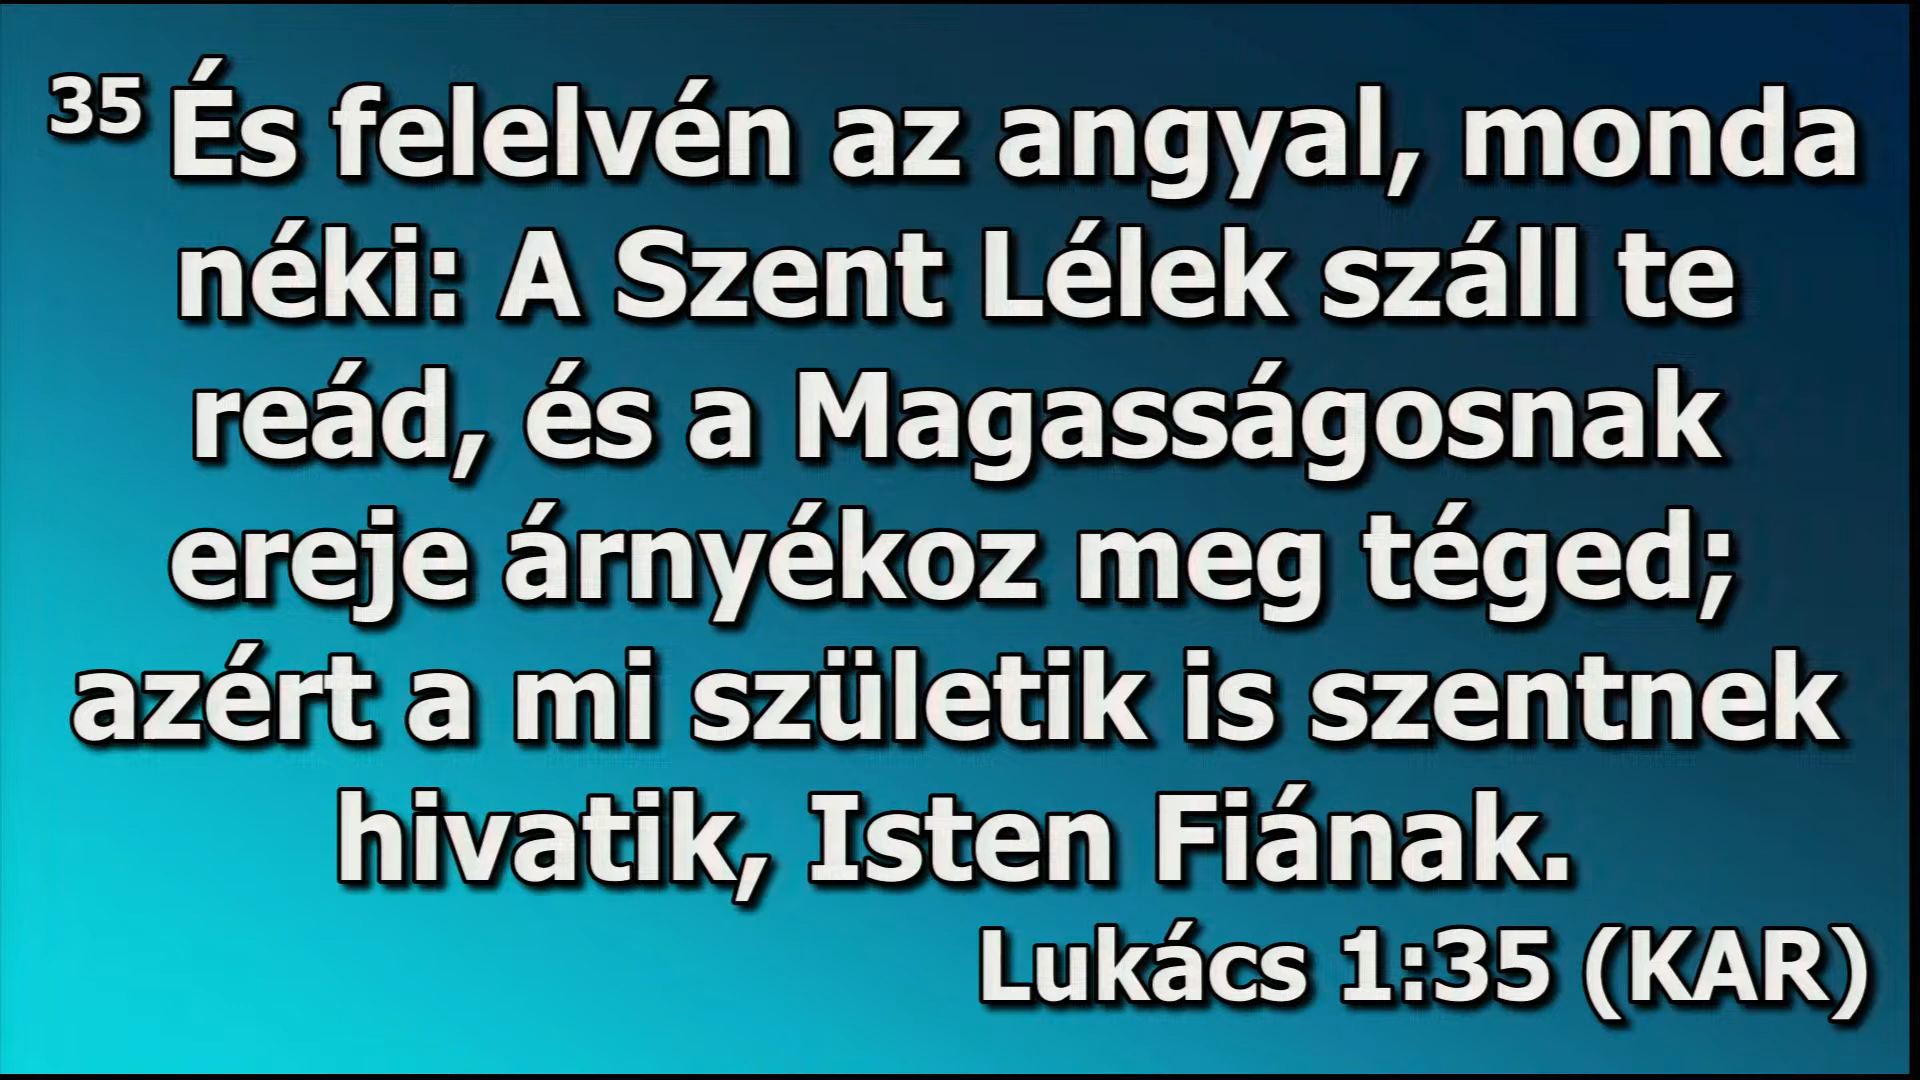 35 És felelvén az angyal, monda
néki: A Szent Lélek száll te
reád, és a Magasságosnak
ereje árnyékoz meg téged;
azért a mi születik is szentnek
hivatik, Isten Fiának.
Lukács 1:35 (KAR)